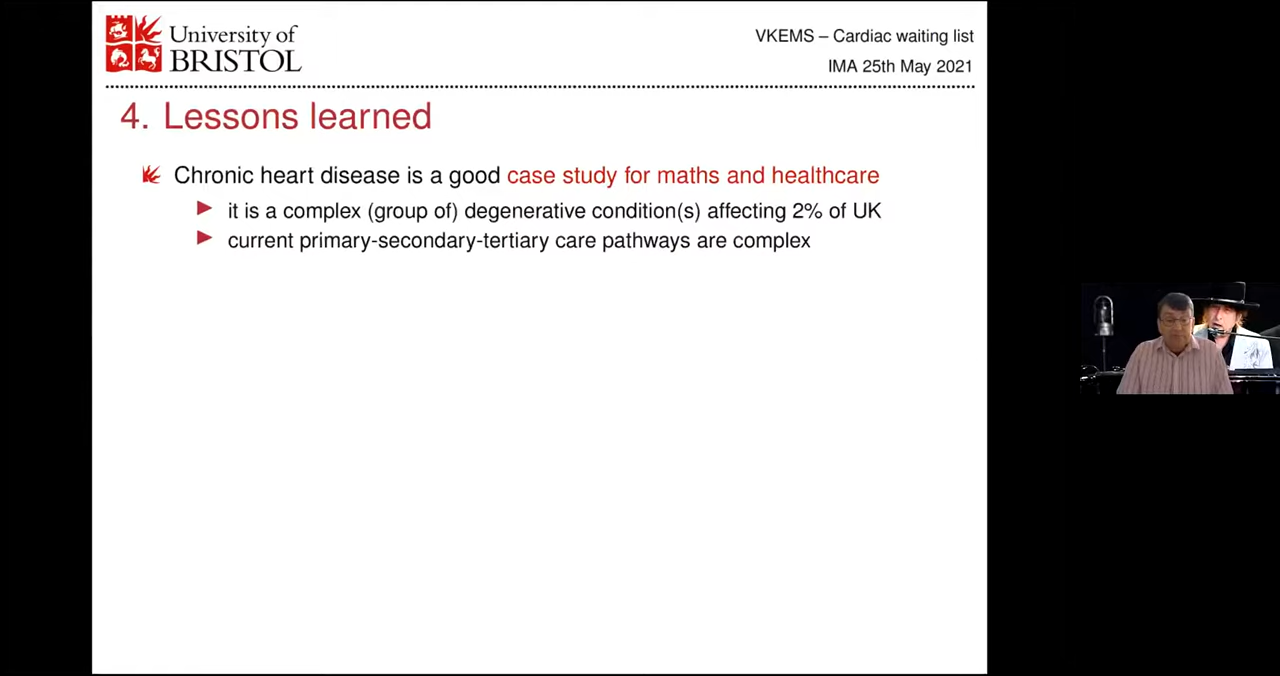 University of
BRISTOL
VKEMS – Cardiac waiting list
IMA 25th May 2021
4. Lessons learned
Chronic heart disease is a good case study for maths and healthcare
it is a complex (group of) degenerative condition(s) affecting 2% of UK
current primary-secondary-tertiary care pathways are complex